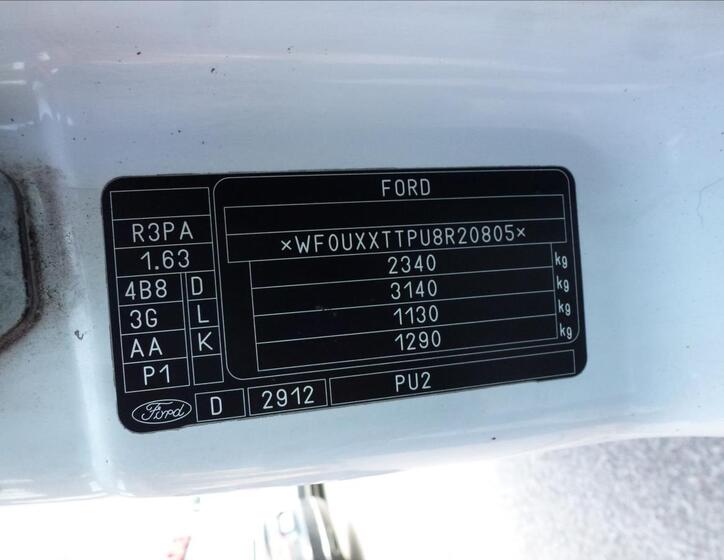 FORD
R3PA
×WF0UXXTTPU8R20805×
1.63
2340 kg
4B8 D
3140 kg
3G L
1130 kg
AA K
1290 kg
P1
Ford D 2912 PU2